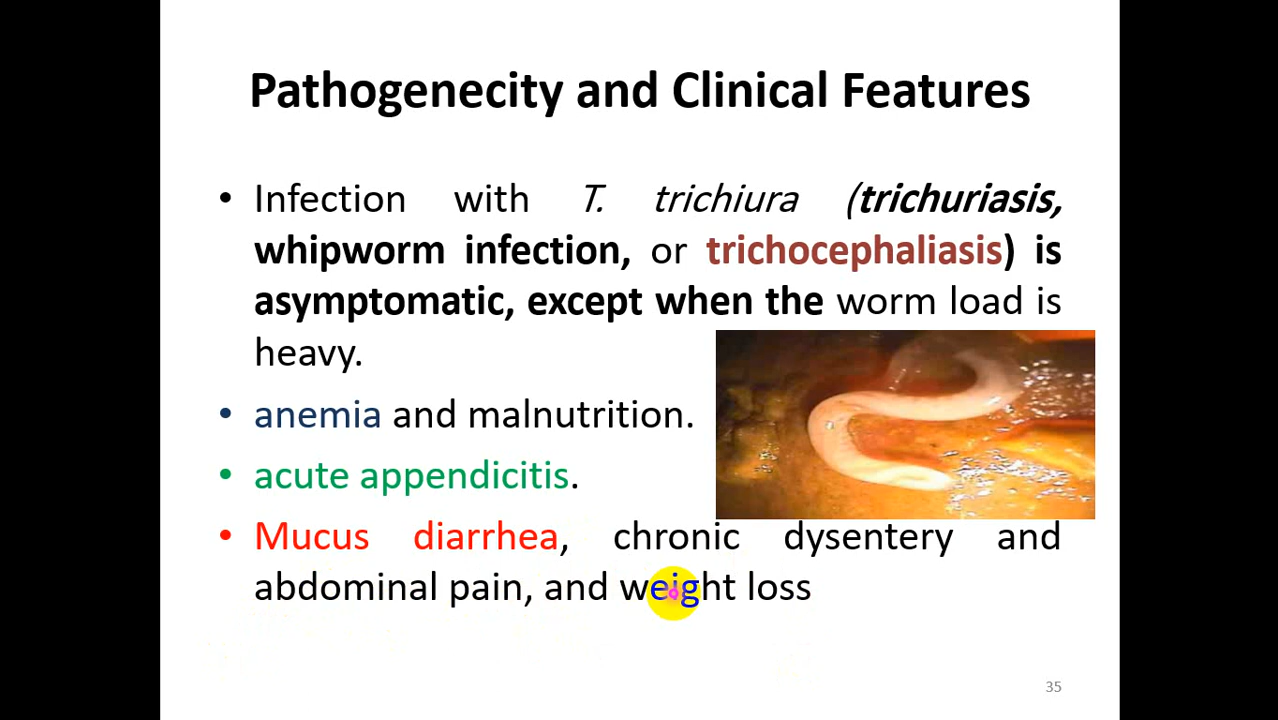 Pathogenecity and Clinical Features
• Infection with T. trichiura (trichuriasis,
whipworm infection, or trichocephaliasis) is
asymptomatic, except when the worm load is
heavy.
• anemia and malnutrition.
• acute appendicitis.
• Mucus diarrhea, chronic dysentery and
abdominal pain, and weight loss
35